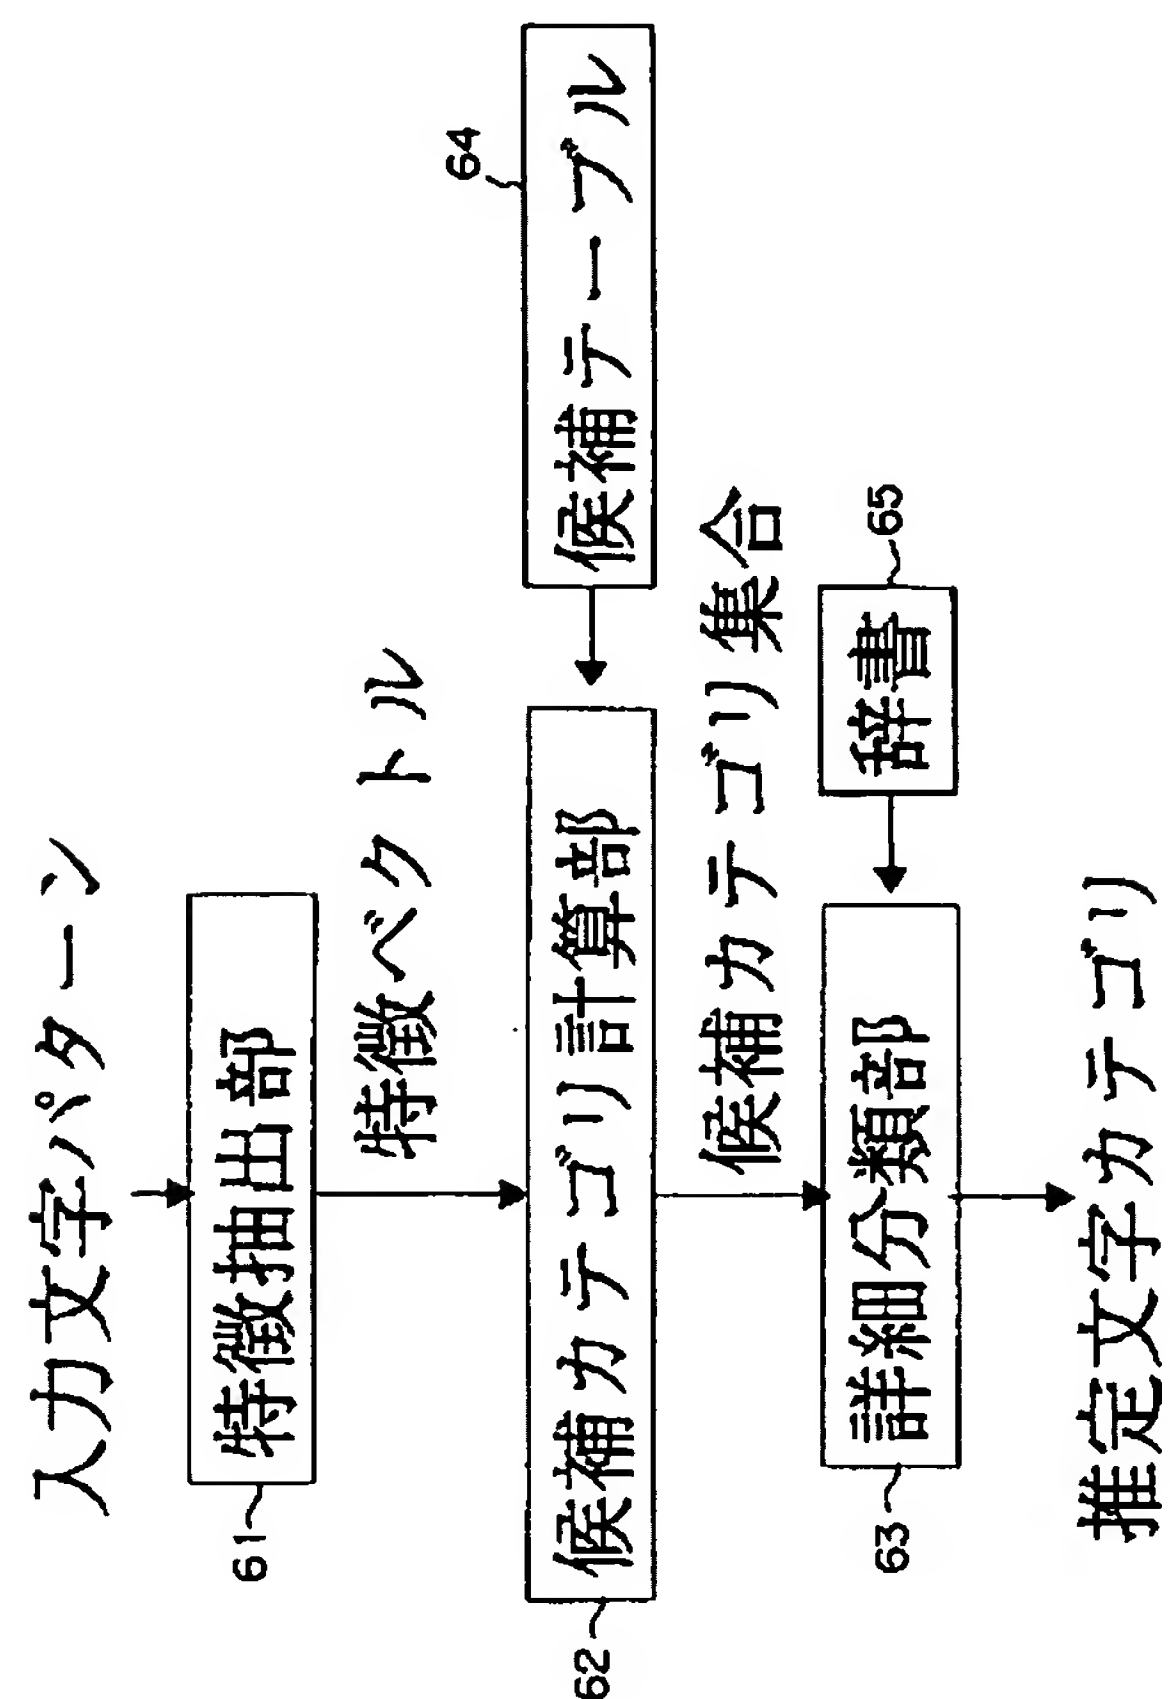 入力文字パターン
61
特徴抽出部
特徴ベクトル
64
候補テーブル
62
候補カテゴリ計算部
候補カテゴリ集合
65
辞書
63
詳細分類部
推定文字カテゴリ